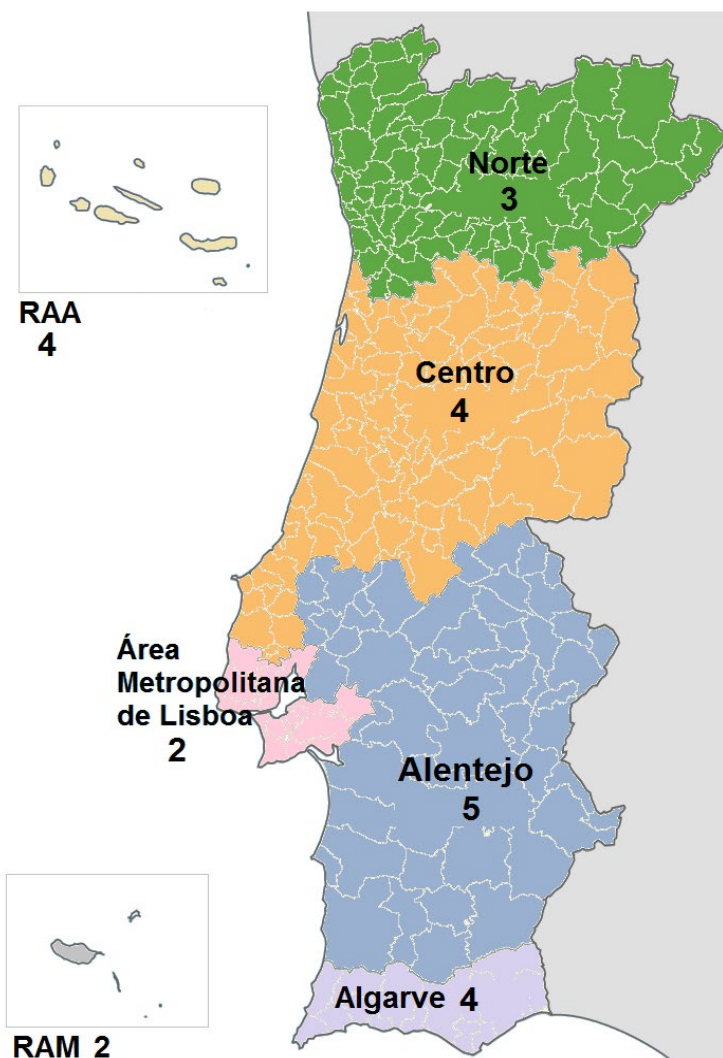 Norte
3
RAA
4
Centro
4
Área
Metropolitana
de Lisboa
2
Alentejo
5
Algarve 4
RAM 2